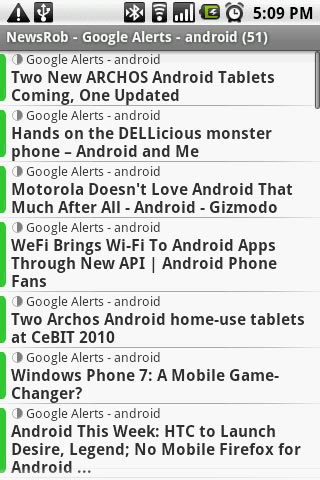 5:09 PM
NewsRob - Google Alerts - android (51)
Google Alerts - android
Two New ARCHOS Android Tablets
Coming, One Updated
Google Alerts - android
Hands on the DELLicious monster
phone – Android and Me
Google Alerts - android
Motorola Doesn't Love Android That
Much After All - Android - Gizmodo
Google Alerts - android
WeFi Brings Wi-Fi To Android Apps
Through New API | Android Phone
Fans
Google Alerts - android
Two Archos Android home-use tablets
at CeBIT 2010
Google Alerts - android
Windows Phone 7: A Mobile Game-
Changer?
Google Alerts - android
Android This Week: HTC to Launch
Desire, Legend; No Mobile Firefox for
Android ...